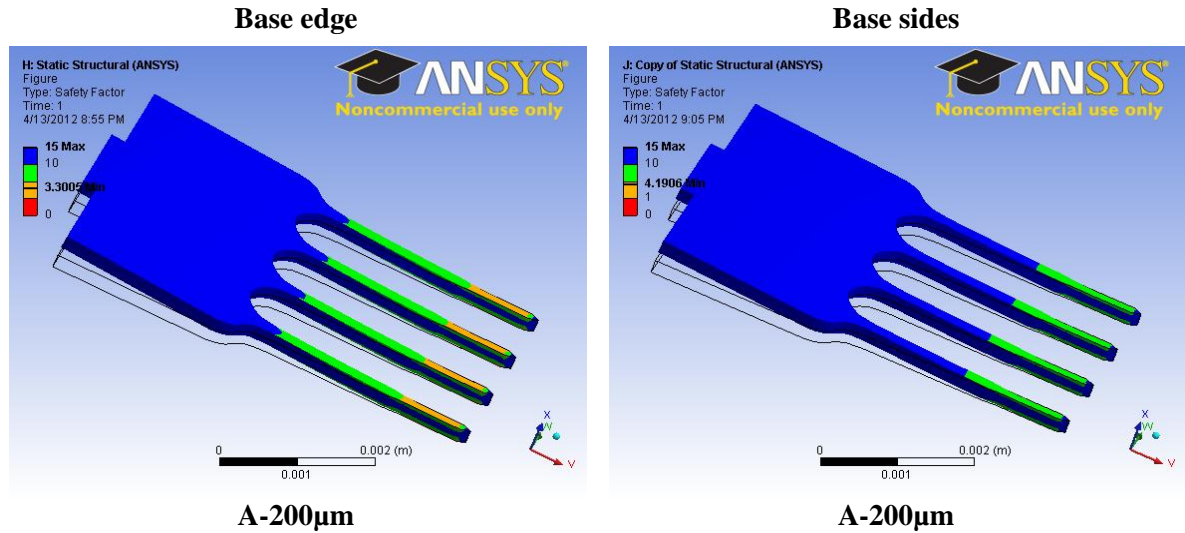 Base edge
Base sides
H: Static Structural (ANSYS)
Figure
Type: Safety Factor
Time: 1
4/13/2012 8:55 PM
ANSYS
Noncommercial use only
15 Max
10
3.3005 Min
0
0
0.002 (m)
0.001
X
Y
J: Copy of Static Structural (ANSYS)
Figure
Type: Safety Factor
Time: 1
4/13/2012 9:05 PM
ANSYS
Noncommercial use only
15 Max
10
4.1906 Min
1
0
0
0.002 (m)
0.001
X
Y
A-200μm
A-200μm